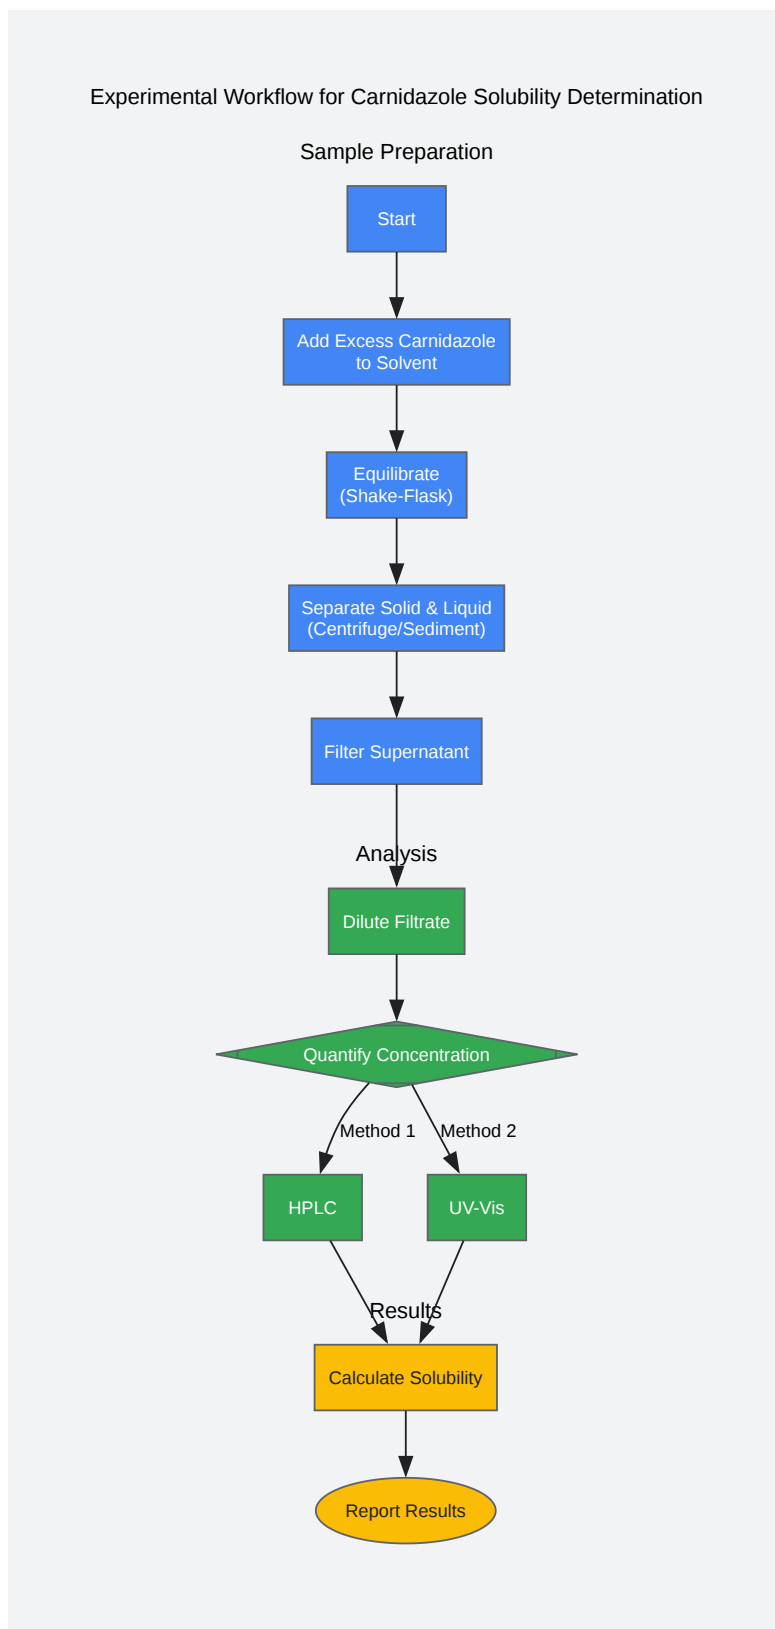 Experimental Workflow for Carnidazole Solubility Determination
Sample Preparation
Start
Add Excess Carnidazole
to Solvent
Equilibrate
(Shake-Flask)
Separate Solid & Liquid
(Centrifuge/Sediment)
Filter Supernatant
Analysis
Dilute Filtrate
Quantify Concentration
Method 1
Method 2
HPLC
UV-Vis
Results
Calculate Solubility
Report Results